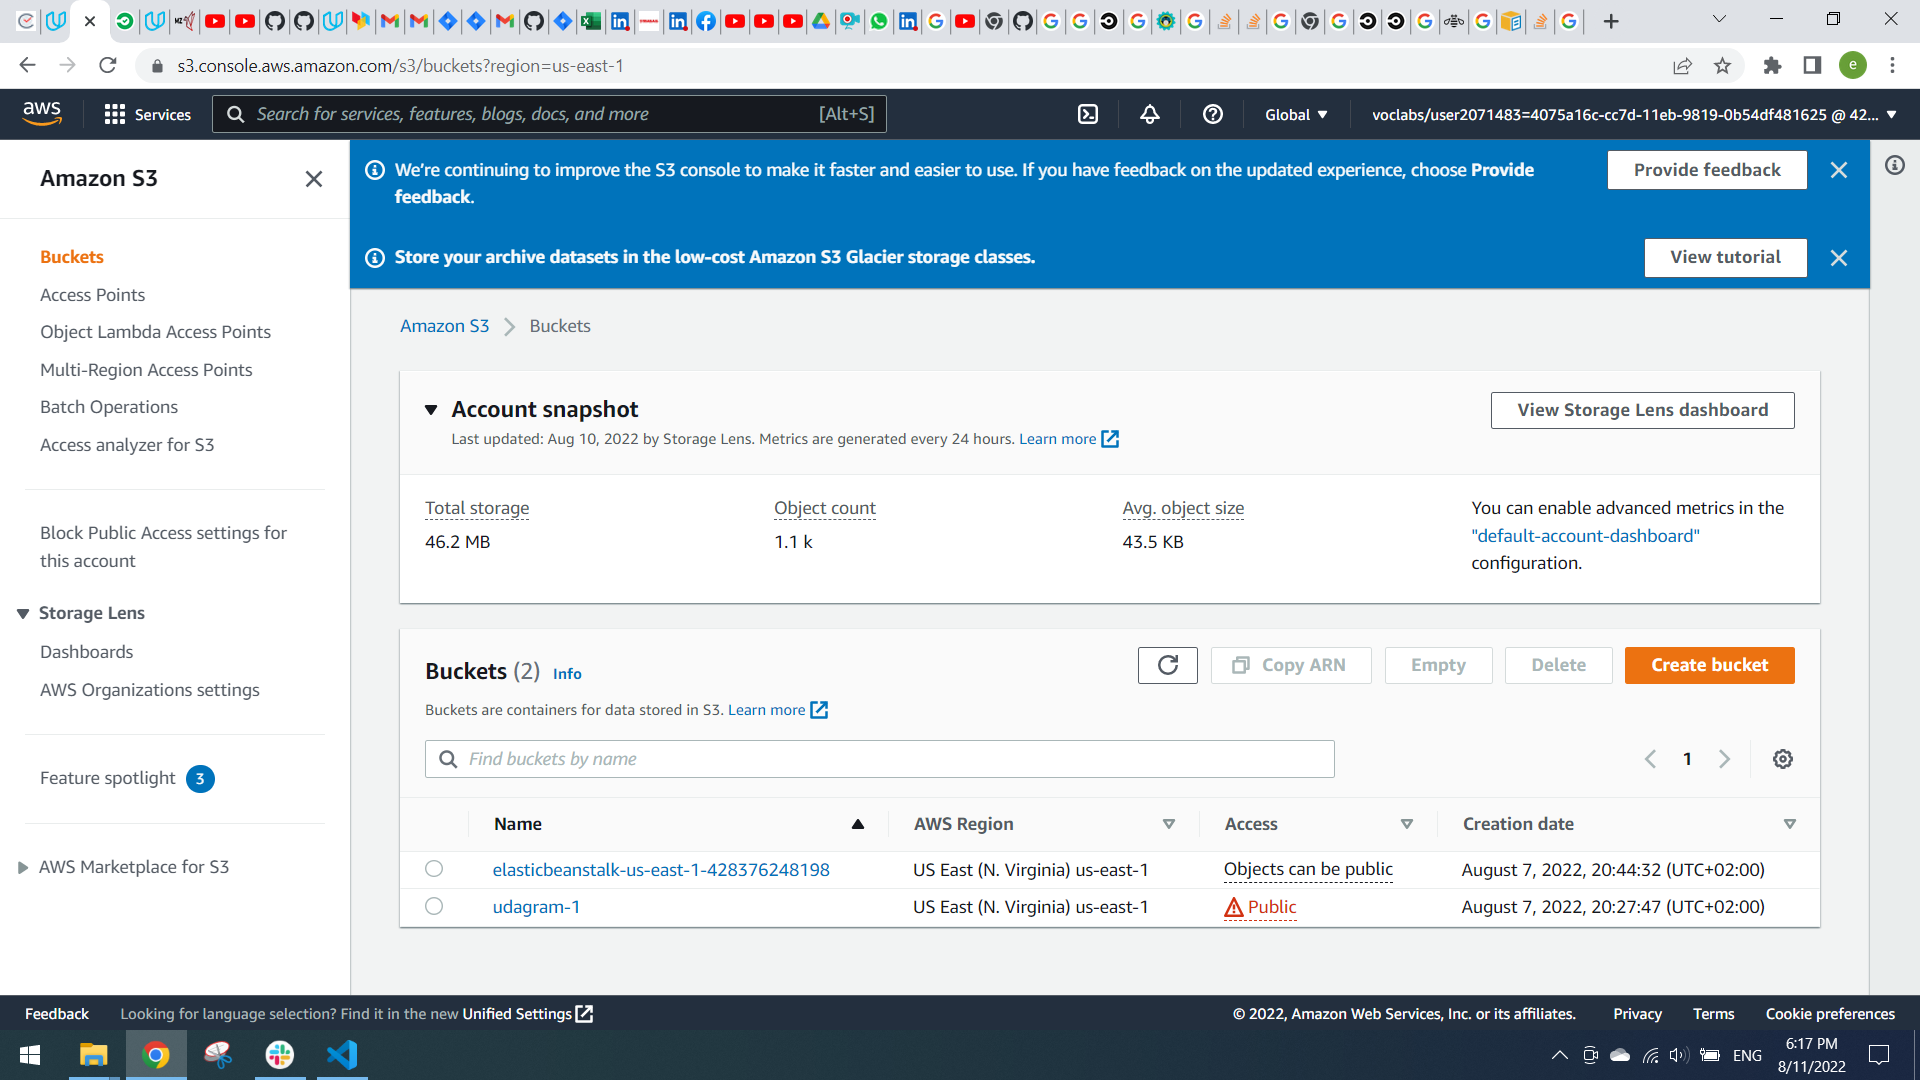 s3.console.aws.amazon.com/s3/buckets?region=us-east-1
e
aws
Services
Search for services, features, blogs, docs, and more
[Alt+S]
Global
voclabs/user2071483=4075a16c-cc7d-11eb-9819-0b54df481625 @ 42...
Amazon S3
Buckets
Access Points
Object Lambda Access Points
Multi-Region Access Points
Batch Operations
Access analyzer for S3
Block Public Access settings for
this account
Storage Lens
Dashboards
AWS Organizations settings
Feature spotlight 3
AWS Marketplace for S3
We're continuing to improve the S3 console to make it faster and easier to use. If you have feedback on the updated experience, choose Provide
feedback.
Provide feedback
Store your archive datasets in the low-cost Amazon S3 Glacier storage classes.
View tutorial
Amazon S3
Buckets
Account snapshot
Last updated: Aug 10, 2022 by Storage Lens. Metrics are generated every 24 hours. Learn more
View Storage Lens dashboard
Total storage
46.2 MB
Object count
1.1 k
Avg. object size
43.5 KB
You can enable advanced metrics in the
"default-account-dashboard"
configuration.
Buckets (2) Info
Buckets are containers for data stored in S3. Learn more
Copy ARN
Empty
Delete
Create bucket
Find buckets by name
1
Name
AWS Region
Access
Creation date
elasticbeanstalk-us-east-1-428376248198
US East (N. Virginia) us-east-1
Objects can be public
August 7, 2022, 20:44:32 (UTC+02:00)
udagram-1
US East (N. Virginia) us-east-1
Public
August 7, 2022, 20:27:47 (UTC+02:00)
Feedback
Looking for language selection? Find it in the new Unified Settings
© 2022, Amazon Web Services, Inc. or its affiliates.
Privacy
Terms
Cookie preferences
ENG
6:17 PM
8/11/2022